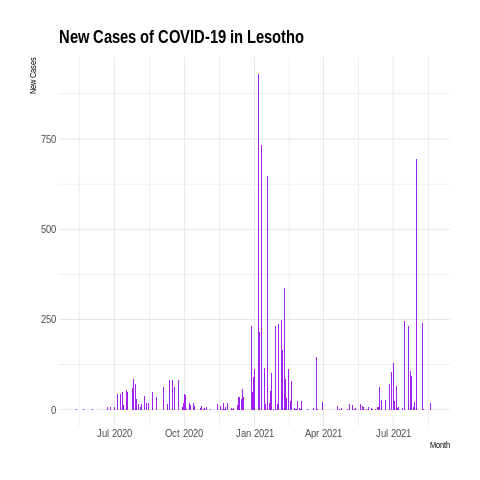 New Cases of COVID-19 in Lesotho
New Cases
750
500
250
0
Jul 2020
Oct 2020
Jan 2021
Apr 2021
Jul 2021
Month